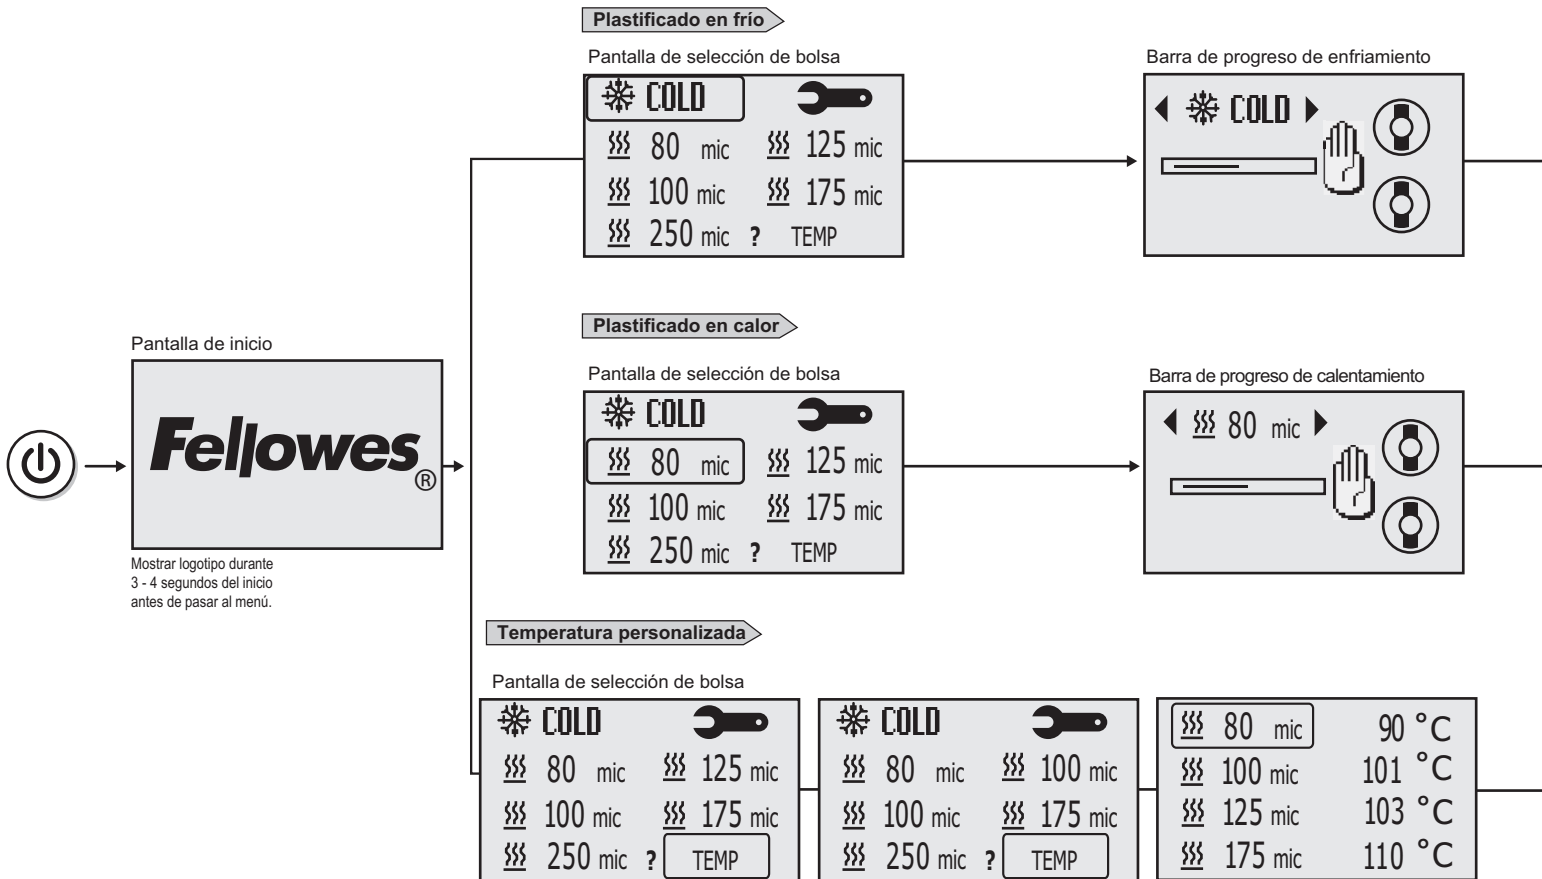 Plastificado en frío
Pantalla de selección de bolsa
COLD
80 mic 125 mic
100 mic 175 mic
250 mic ? TEMP
Barra de progreso de enfriamiento
COLD
Plastificado en calor
Pantalla de selección de bolsa
COLD
80 mic 125 mic
100 mic 175 mic
250 mic ? TEMP
Barra de progreso de calentamiento
80 mic
Pantalla de inicio
Fellowes®
Mostrar logotipo durante
3 - 4 segundos del inicio
antes de pasar al menú.
Temperatura personalizada
Pantalla de selección de bolsa
COLD
80 mic 125 mic
100 mic 175 mic
250 mic ? TEMP
COLD
80 mic 100 mic
100 mic 175 mic
250 mic ? TEMP
80 mic 90 °C
100 mic 101 °C
125 mic 103 °C
175 mic 110 °C